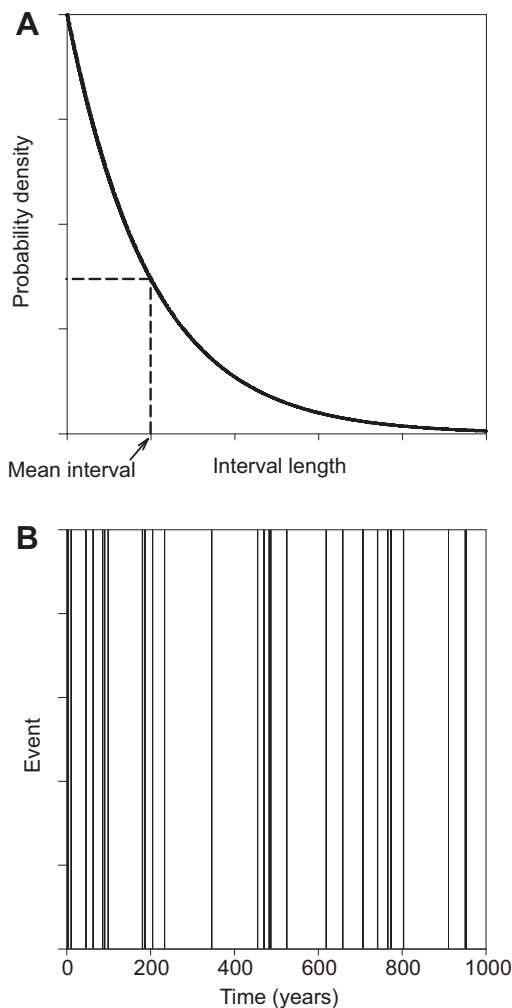 A
Probability density
Mean interval
Interval length
B
Event
0 200 400 600 800 1000
Time (years)